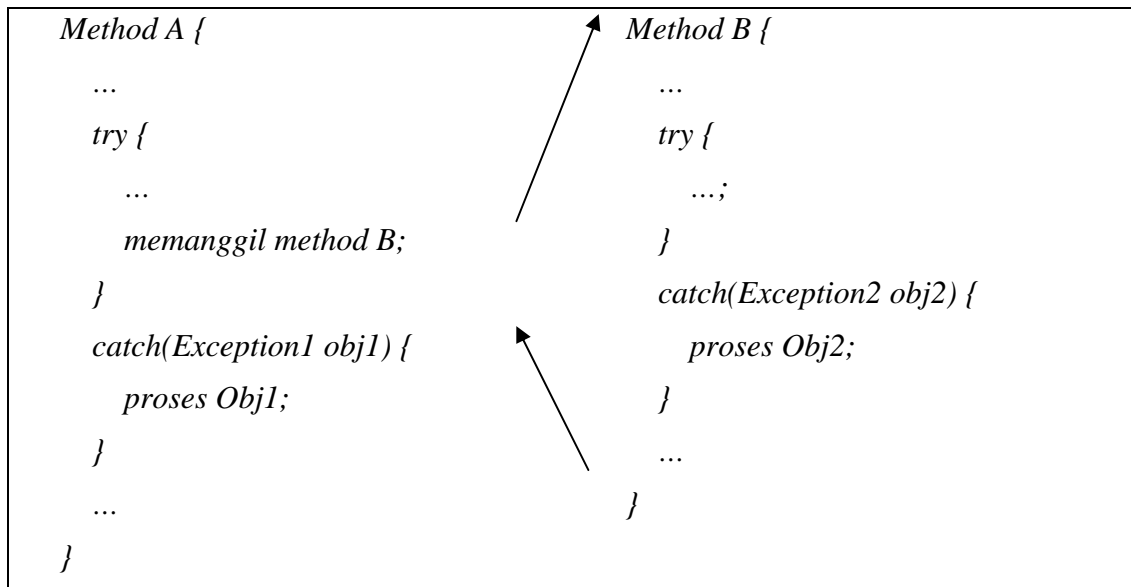 Method A {
...
try {
...
memanggil method B;
}
catch(Exception1 obj1) {
proses Obj1;
}
...
}
Method B {
...
try {
...;
}
catch(Exception2 obj2) {
proses Obj2;
}
...
}